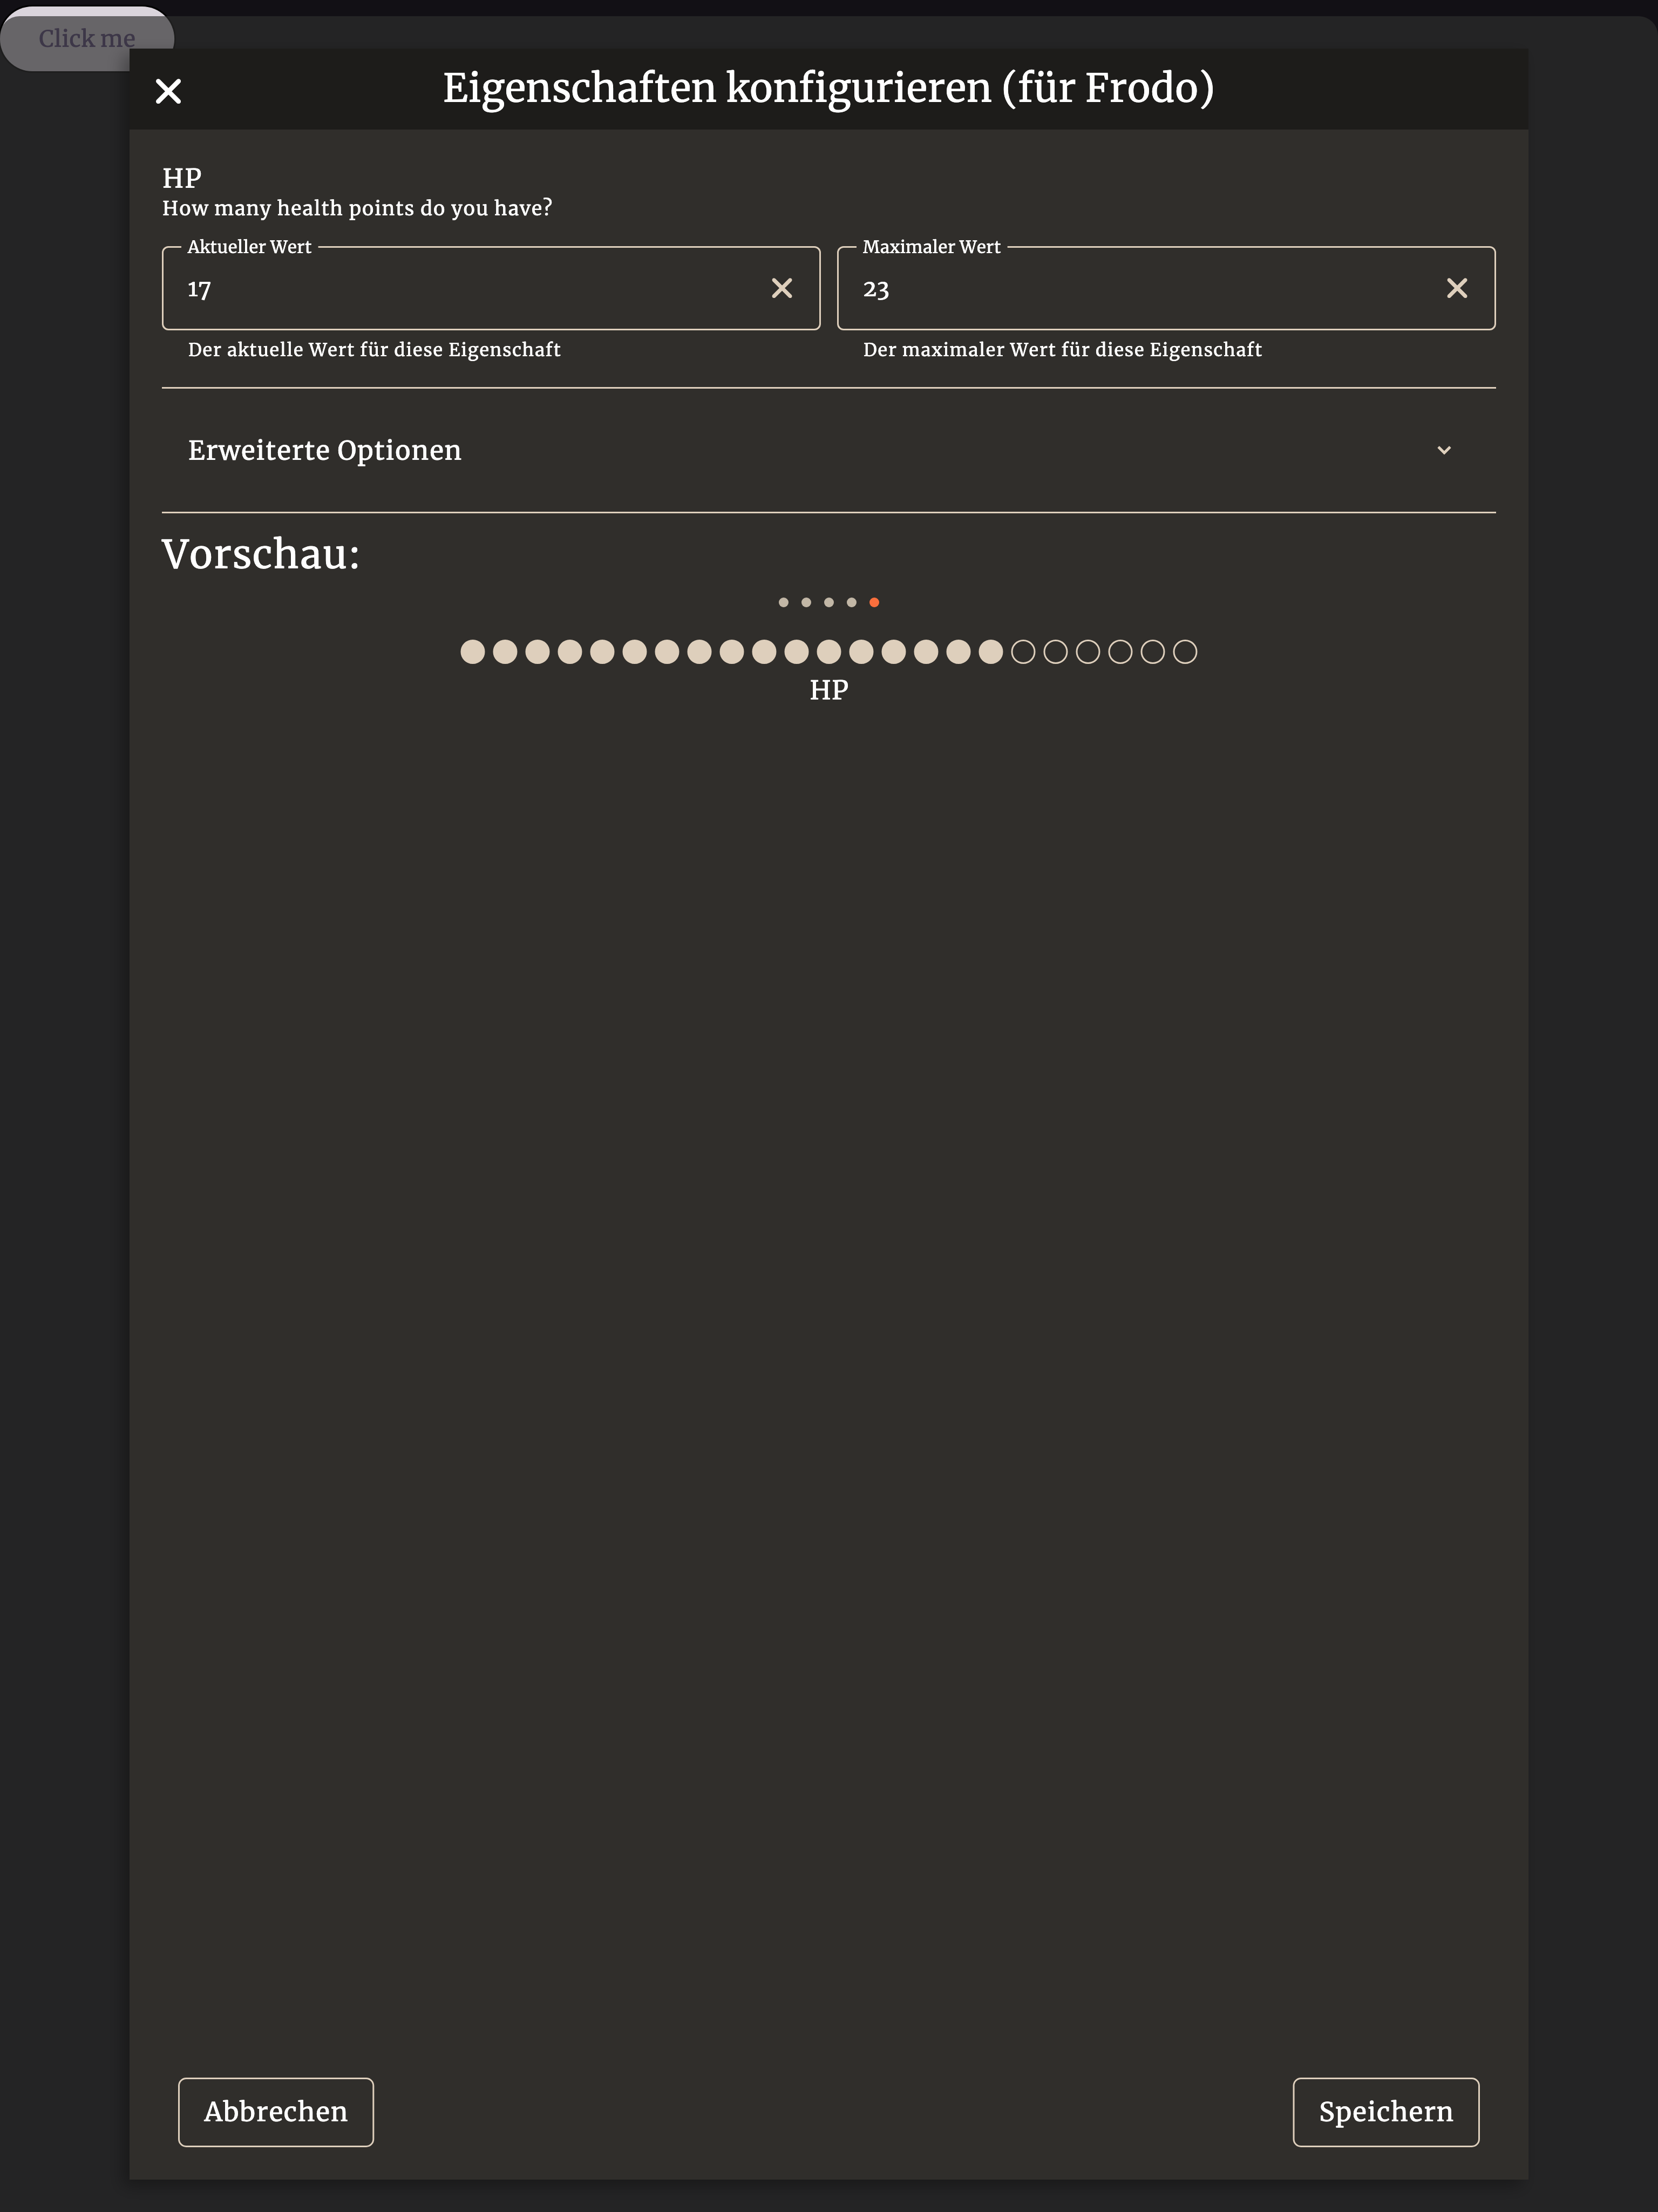 Click me
Eigenschaften konfigurieren (für Frodo)
HP
How many health points do you have?
Aktueller Wert
17
Der aktuelle Wert für diese Eigenschaft
Maximaler Wert
23
Der maximaler Wert für diese Eigenschaft
Erweiterte Optionen
Vorschau:
HP
Abbrechen
Speichern